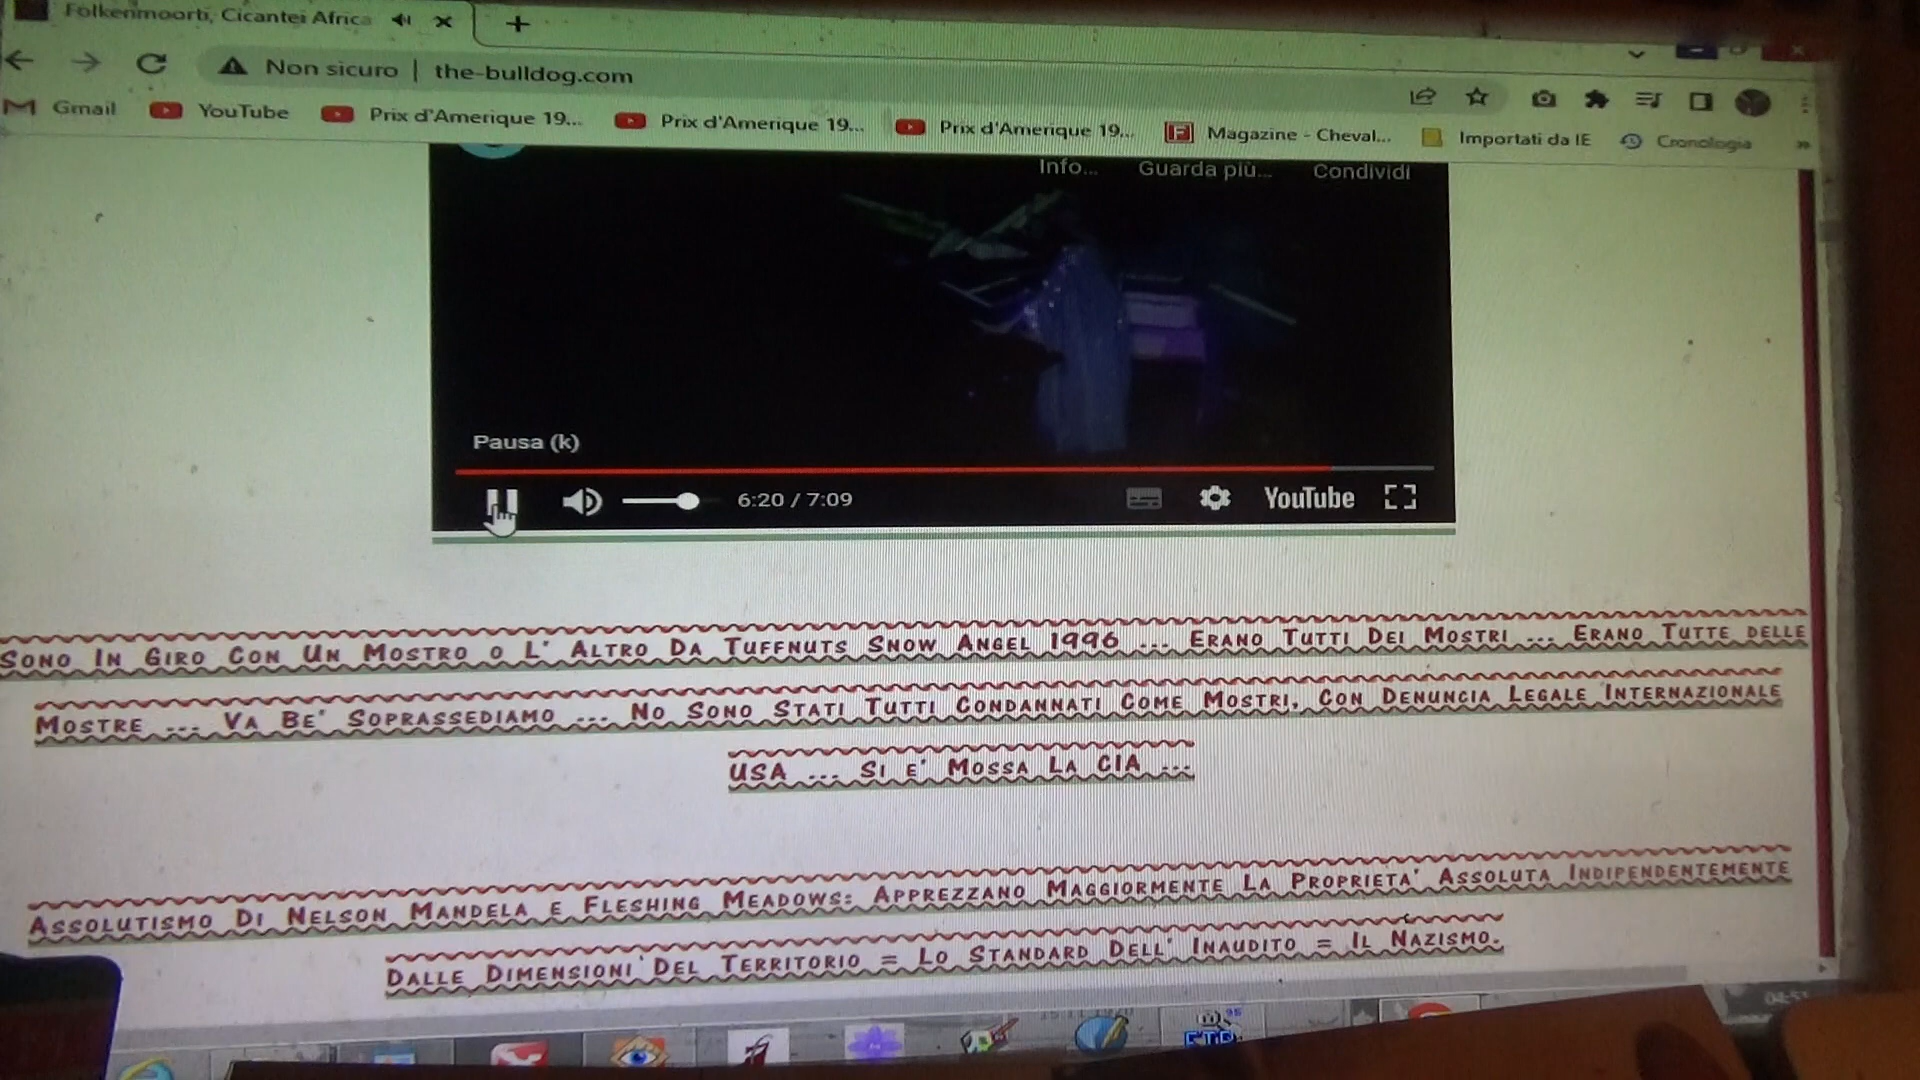 Folkenmoorti, Cicantei Africa
Non sicuro | the-bulldog.com
Gmail YouTube Prix d'Amerique 19... Prix d'Amerique 19... Prix d'Amerique 19... Magazine - Cheval... Importati da IE Cronologia »
Info... Guarda più... Condividi
Pausa (k)
6:20 / 7:09 YouTube
Sono In Giro Con Un Mostro o L' Altro Da Tuffnuts Snow Angel 1996 ... Erano Tutti Dei Mostri ... Erano Tutte delle
Mostre ... Va Be' Soprassediamo ... No Sono Stati Tutti Condannati Come Mostri, Con Denuncia Legale Internazionale
USA ... Si e' Mossa La CIA ...
Assolutismo Di Nelson Mandela e Fleshing Meadows: Apprezzano Maggiormente La Proprieta' Assoluta Indipendentemente
Dalle Dimensioni Del Territorio = Lo Standard Dell' Inaudito = Il Nazismo.
FTP